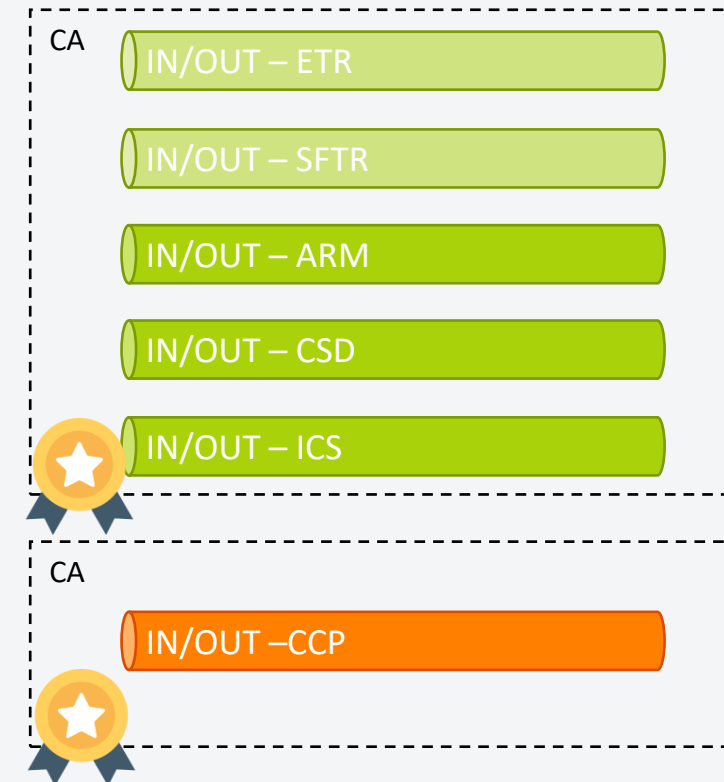 CA
IN/OUT – ETR
IN/OUT – SFTR
IN/OUT – ARM
IN/OUT – CSD
IN/OUT – ICS
CA
IN/OUT –CCP